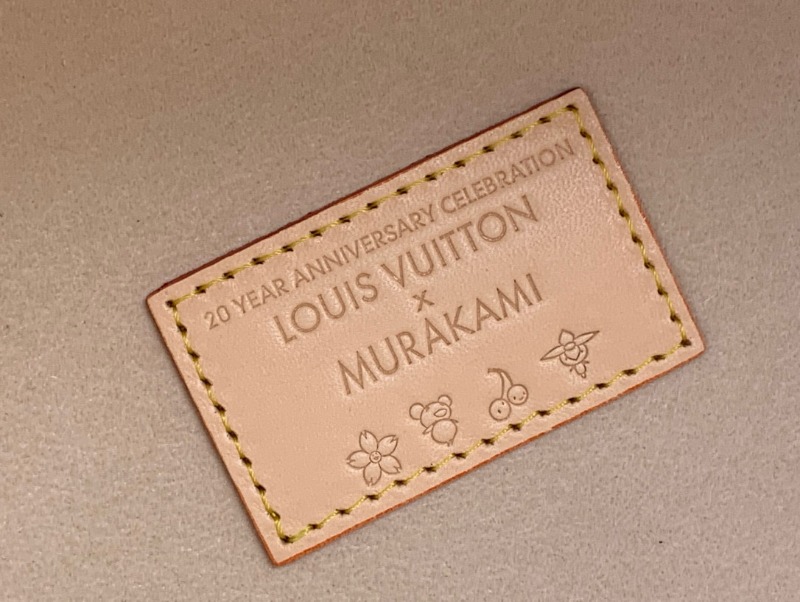 20 YEAR ANNIVERSARY CELEBRATION
LOUIS VUITTON
x
MURAKAMI